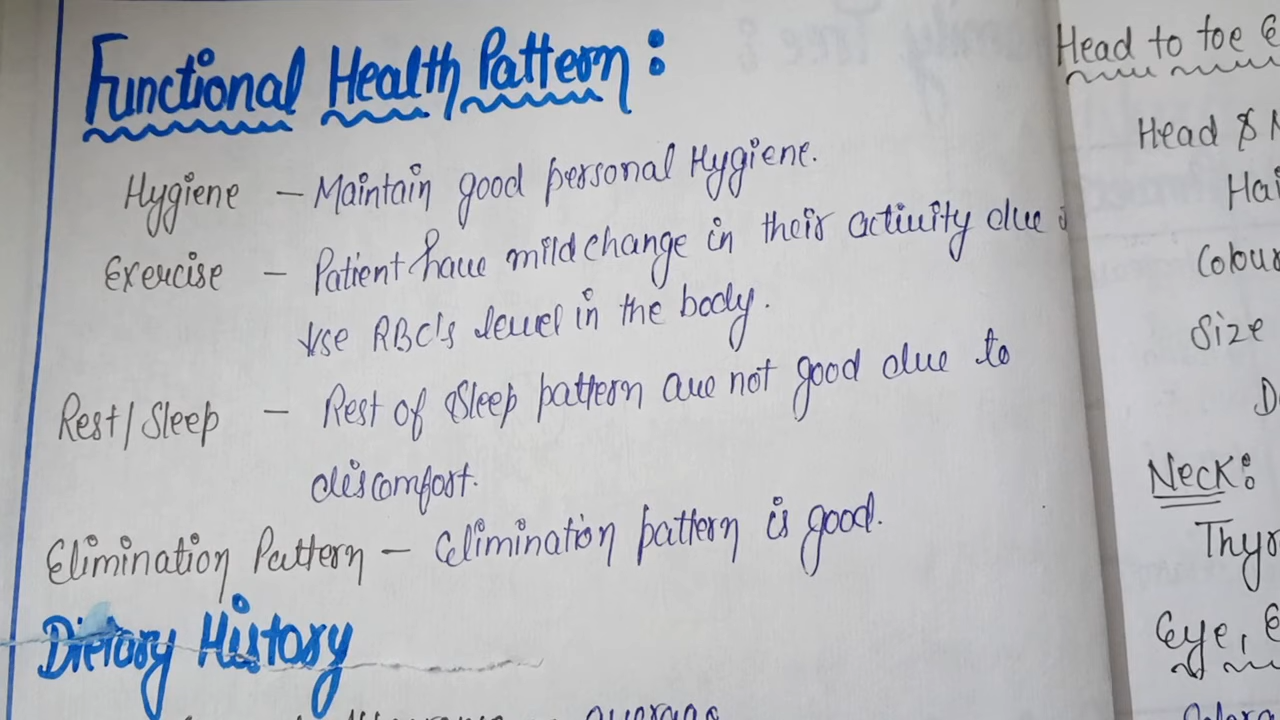 Functional Health Pattern :
Hygiene – Maintain good personal Hygiene.
Exercise – Patient have mild change in their activity due
↓se RBC's level in the body.
Rest/Sleep – Rest of Sleep pattern are not good due to
discomfort.
Elimination Pattern – Elimination pattern is good.
Dietary History
average
Head to toe
Head &
Hai
Colour
Size
D
Neck:
Thyro
Eye, E